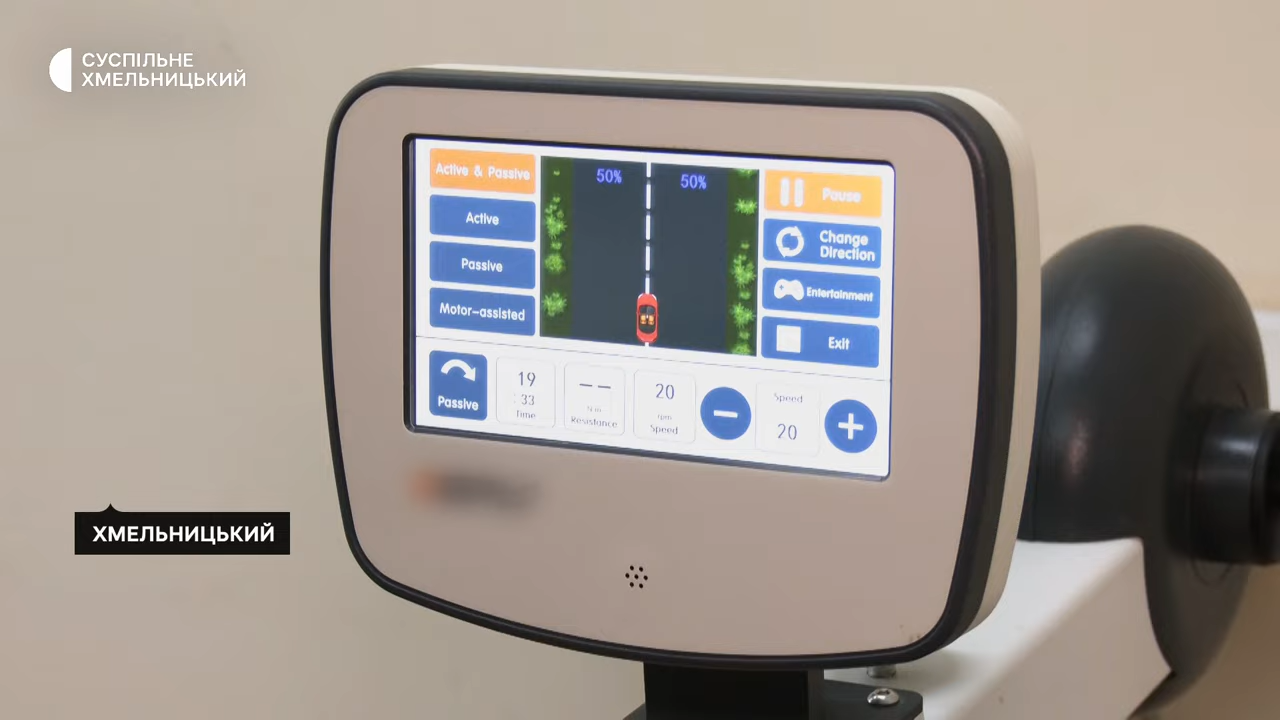 СУСПІЛЬНЕ
ХМЕЛЬНИЦЬКИЙ
Active & Passive
Active
Passive
Motor-assisted
50% 50%
Pause
Change
Direction
Entertainment
Exit
Passive
19
: 33
Time
--
N.m
Resistance
20
rpm
Speed
Speed
20
ХМЕЛЬНИЦЬКИЙ